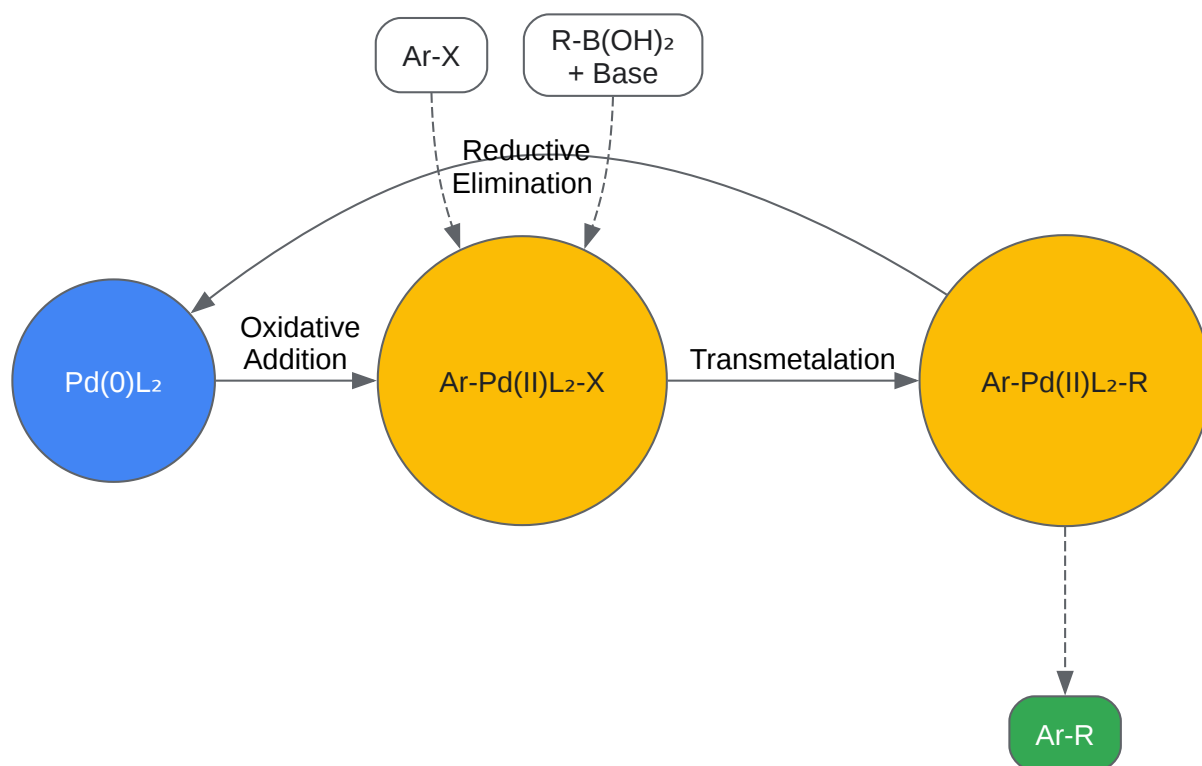 Ar-X
R-B(OH)₂
+ Base
Reductive
Elimination
Oxidative
Addition
Transmetalation
Pd(0)L₂
Ar-Pd(II)L₂-X
Ar-Pd(II)L₂-R
Ar-R